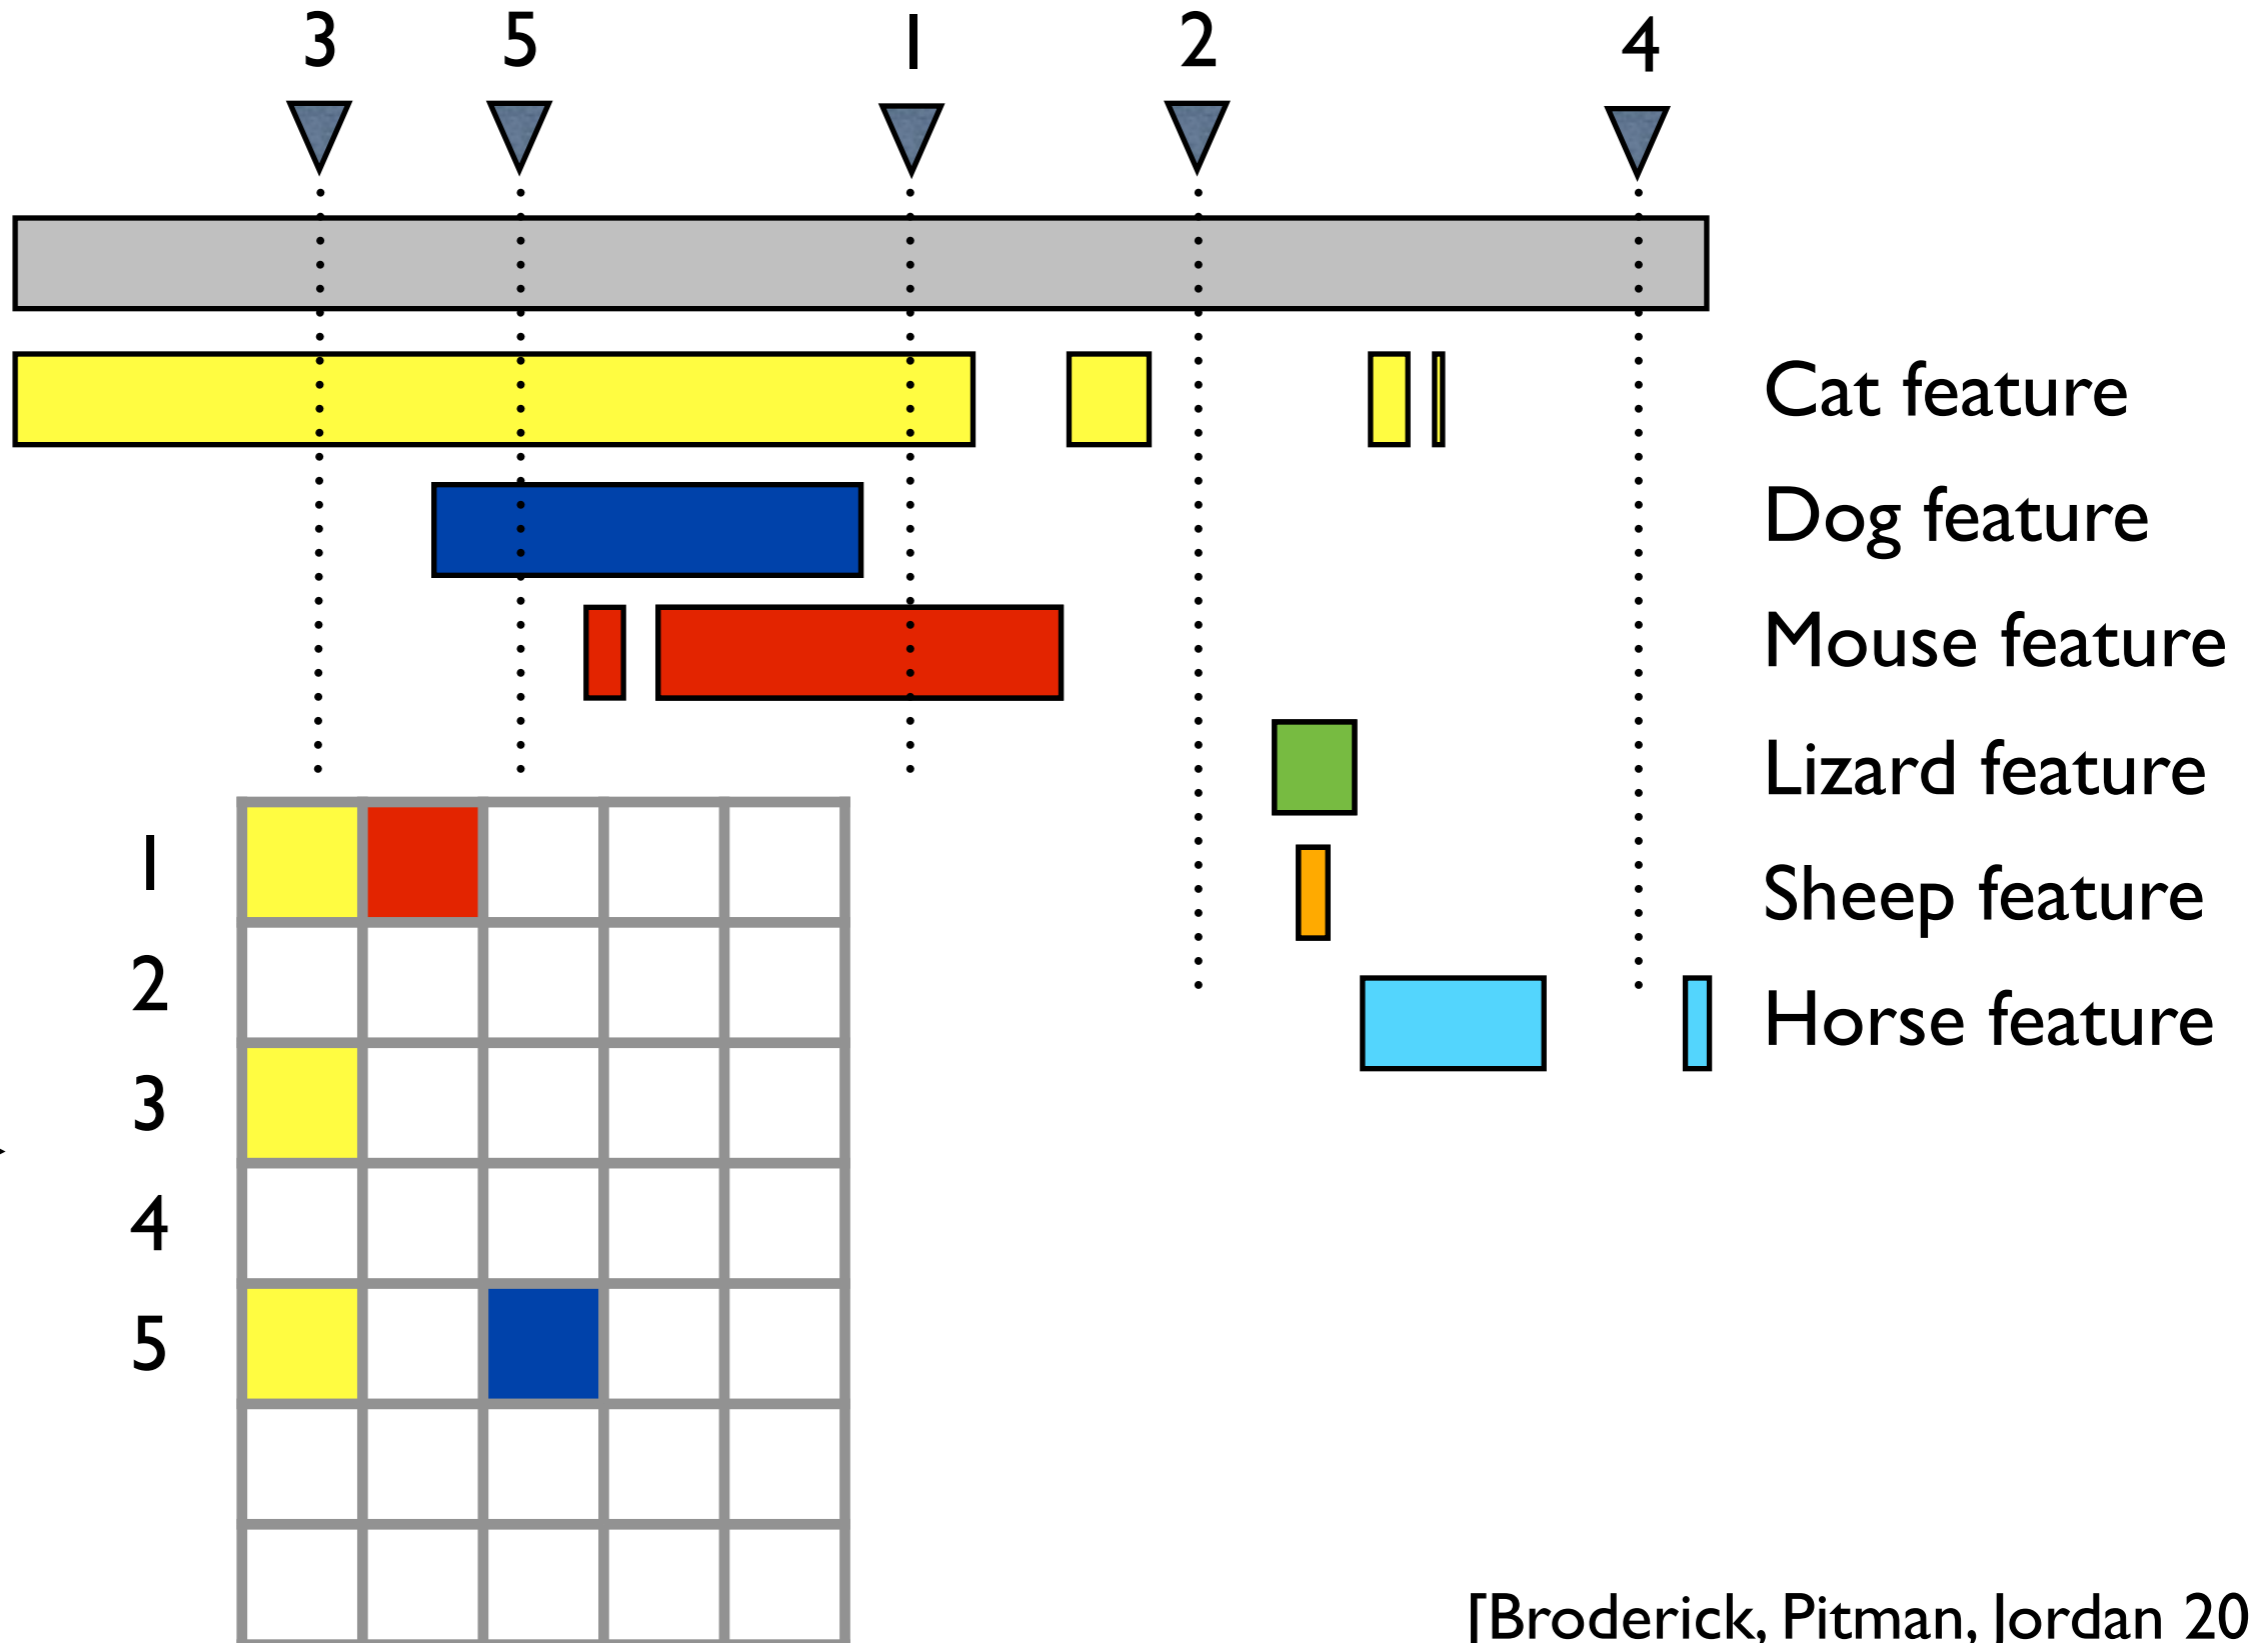 3 5 1 2 4
Cat feature
Dog feature
Mouse feature
Lizard feature
Sheep feature
Horse feature
1
2
3
4
5
[Broderick, Pitman, Jordan 20